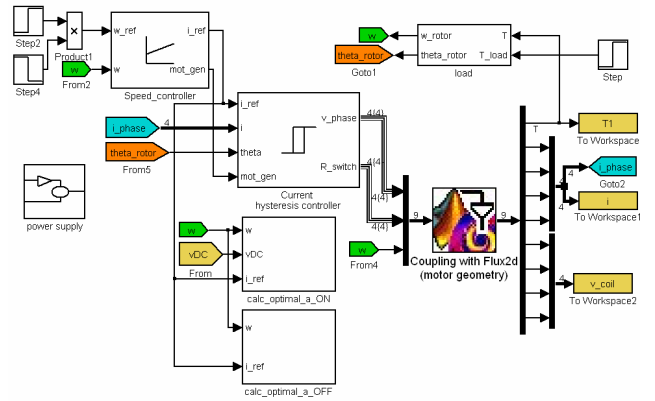 Step2
×
Product1
Step4
w
From2
w_ref
w
i_ref
mot_gen
Speed_controller
w
theta_rotor
Goto1
w_rotor
theta_rotor
T
T_load
load
Step
i_phase
4
theta_rotor
From5
i_ref
i
theta
mot_gen
v_phase
R_switch
Current
hysteresis controller
4(4)
4(4)
4(4)
4(4)
power supply
w
vDC
From
w
vDC
i_ref
calc_optimal_a_ON
w
i_ref
calc_optimal_a_OFF
w
From4
9
Coupling with Flux2d
(motor geometry)
9
T
T1
To Workspace
4
4
4
i_phase
Goto2
i
To Workspace1
4
v_coil
To Workspace2